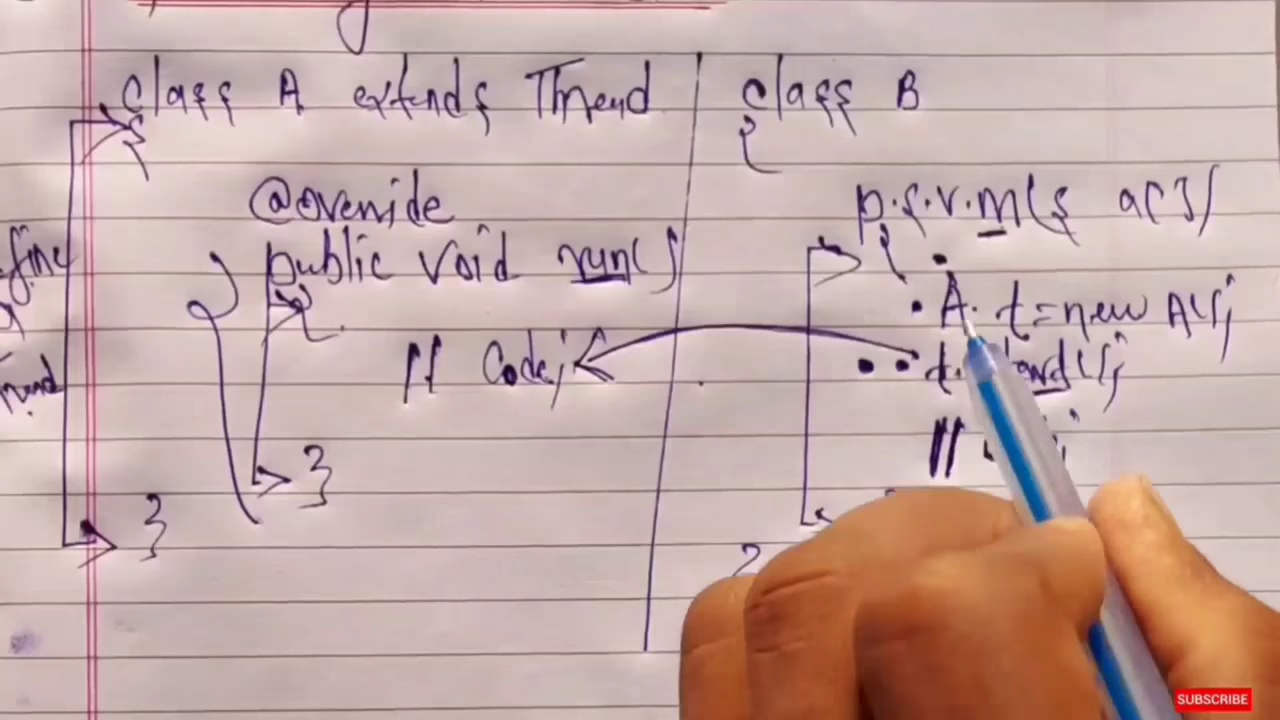 class A extends Thread
{
@override
public void run()
{
// Code;
}
}
class B
{
p.s.v.m(s a[])
{
A t=new A();
t.
//
SUBSCRIBE